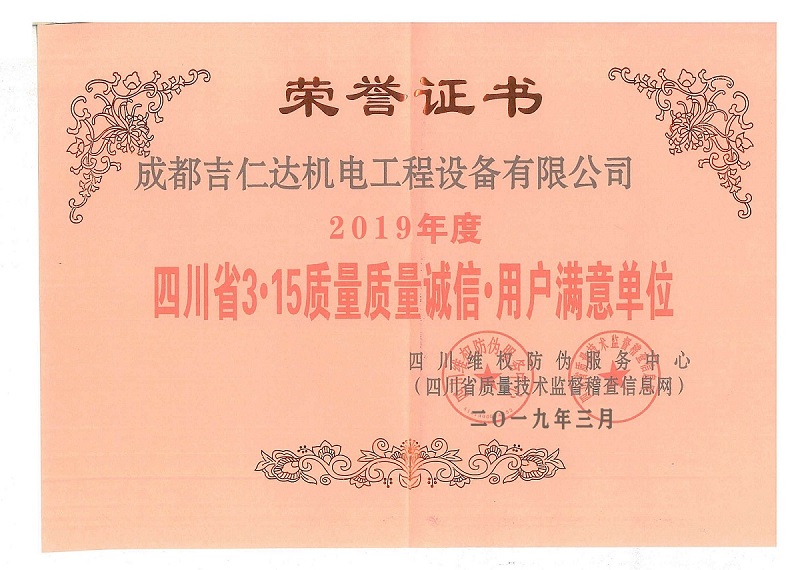 荣誉证书
成都吉仁达机电工程设备有限公司
2019年度
四川省3·15质量质量诚信·用户满意单位
四川维权防伪服务中心
(四川省质量技术监督稽查信息网)
二〇一九年三月